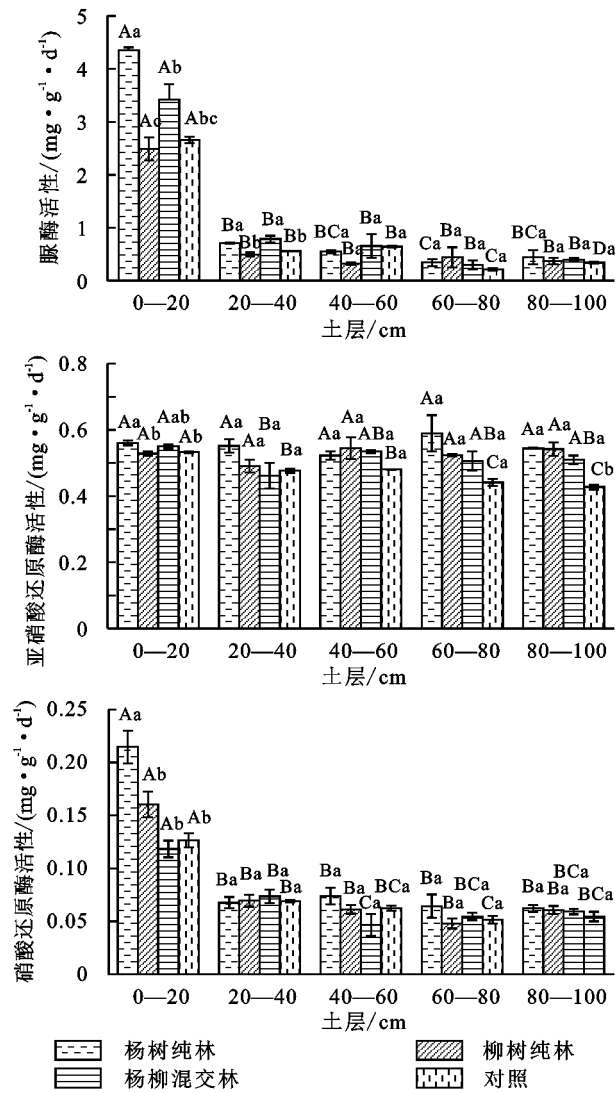 脲酶活性/(mg•g⁻¹•d⁻¹)
5
4
3
2
1
0
Aa Ac Ab Abc
Ba Bb Ba Bb
BCa Ba Ba Ba
Ca Ba Ba Ca
BCa Ba Ba Da
0—20 20—40 40—60 60—80 80—100
土层/cm
亚硝酸还原酶活性/(mg•g⁻¹•d⁻¹)
0.8
0.6
0.4
0.2
0
Aa Ab Aab Ab
Aa Aa Ba Ba
Aa Aa ABa Ba
Aa Aa ABa Ca
Aa Aa ABa Cb
0—20 20—40 40—60 60—80 80—100
土层/cm
硝酸还原酶活性/(mg•g⁻¹•d⁻¹)
0.25
0.20
0.15
0.10
0.05
0
Aa Ab Ab Ab
Ba Ba Ba Ba
Ba Ba Ca Ba
Ba Ba BCa Ca
Ba Ba BCa BCa
0—20 20—40 40—60 60—80 80—100
土层/cm
杨树纯林 柳树纯林
杨柳混交林 对照